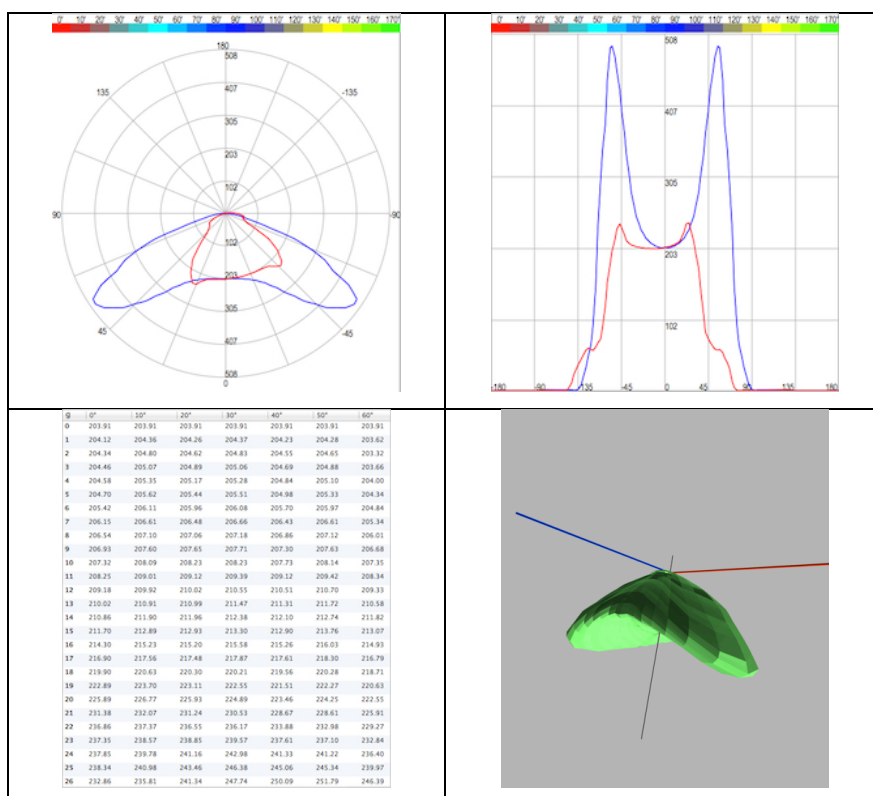 0° 10° 20° 30° 40° 50° 60° 70° 80° 90° 100° 110° 120° 130° 140° 150° 160° 170°
180
508
135 -135
407
305
203
102
90 -90
102
203
305
45 -45
407
508
0
0° 10° 20° 30° 40° 50° 60° 70° 80° 90° 100° 110° 120° 130° 140° 150° 160° 170°
508
407
305
203
102
-180 -90 -135 -45 0 45 90 135 180
g 0° 10° 20° 30° 40° 50° 60°
0 203.91 203.91 203.91 203.91 203.91 203.91 203.91
1 204.12 204.36 204.26 204.37 204.23 204.28 203.62
2 204.34 204.80 204.62 204.83 204.55 204.65 203.32
3 204.46 205.07 204.89 205.06 204.69 204.88 203.66
4 204.58 205.35 205.17 205.28 204.84 205.10 204.00
5 204.70 205.62 205.44 205.51 204.98 205.33 204.34
6 205.42 206.11 205.96 206.08 205.70 205.97 204.84
7 206.15 206.61 206.48 206.66 206.43 206.61 205.34
8 206.54 207.10 207.06 207.18 206.86 207.12 206.01
9 206.93 207.60 207.65 207.71 207.30 207.63 206.68
10 207.32 208.09 208.23 208.23 207.73 208.14 207.35
11 208.25 209.01 209.12 209.39 209.12 209.42 208.34
12 209.18 209.92 210.02 210.55 210.51 210.70 209.33
13 210.02 210.91 210.99 211.47 211.31 211.72 210.58
14 210.86 211.90 211.96 212.38 212.10 212.74 211.82
15 211.70 212.89 212.93 213.30 212.90 213.76 213.07
16 214.30 215.23 215.20 215.58 215.26 216.03 214.93
17 216.90 217.56 217.48 217.87 217.61 218.30 216.79
18 219.90 220.63 220.30 220.21 219.56 220.28 218.71
19 222.89 223.70 223.11 222.55 221.51 222.27 220.63
20 225.89 226.77 225.93 224.89 223.46 224.25 222.55
21 231.38 232.07 231.24 230.53 228.67 228.61 225.91
22 236.86 237.37 236.55 236.17 233.88 232.98 229.27
23 237.35 238.57 238.85 239.57 237.61 237.10 232.84
24 237.85 239.78 241.16 242.98 241.33 241.22 236.40
25 238.34 240.98 243.46 246.38 245.06 245.34 239.97
26 232.86 235.81 241.34 247.74 250.09 251.79 246.39